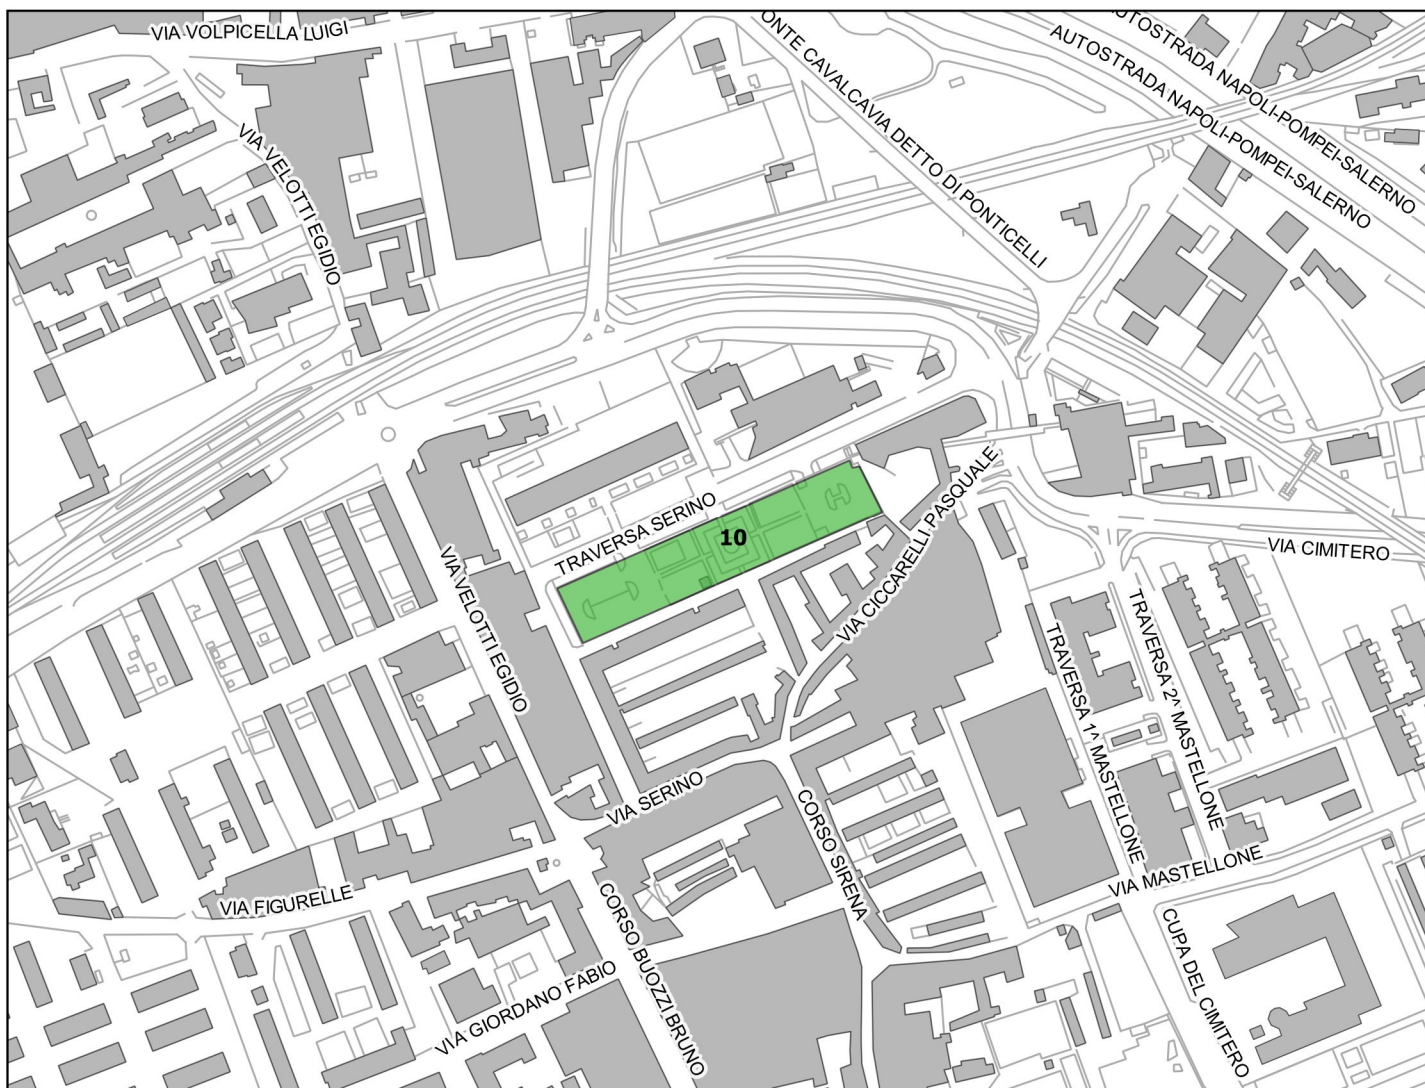 VIA VOLPICELLA LUIGI
ONTE CAVALCAVIA DETTO DI PONTICELLI
AUTOSTRADA NAPOLI-POMPEI-SALERNO
UTOSTRADA NAPOLI-POMPEI-SALERNO
VIA VELOTTI EGIDIO
TRAVERSA SERINO
10
VIA CICCARELLI PASQUALE
VIA CIMITERO
VIA VELOTTI EGIDIO
TRAVERSA 1^ MASTELLONE
TRAVERSA 2^ MASTELLONE
VIA SERINO
CORSO SIRENA
VIA MASTELLONE
VIA FIGURELLE
CORSO BUOZZI BRUNO
VIA GIORDANO FABIO
CUPA DEL CIMITERO